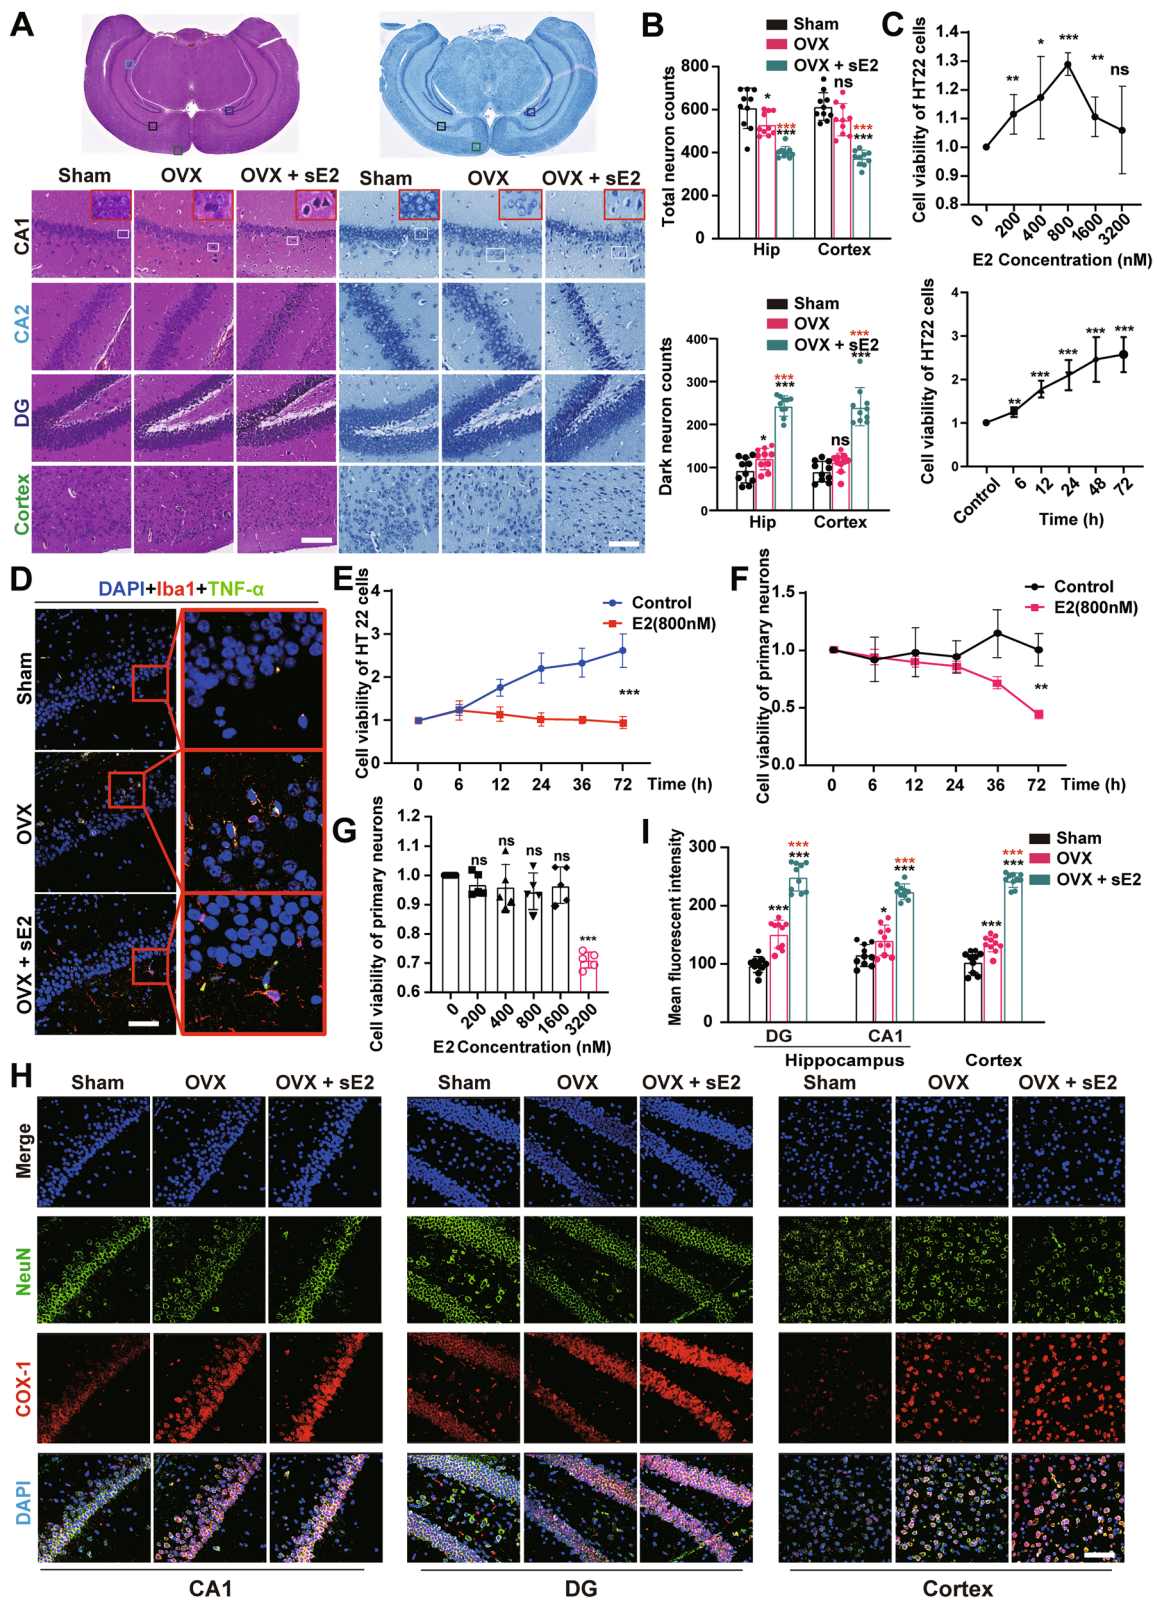 A
Sham OVX OVX + sE2 Sham OVX OVX + sE2
CA1
CA2
DG
Cortex
B
Sham
OVX
OVX + sE2
Total neuron counts
800
600
400
200
0
* *** *** ns *** ***
Hip Cortex
Sham
OVX
OVX + sE2
Dark neuron counts
400
300
200
100
0
* *** *** ns *** ***
Hip Cortex
C
Cell viability of HT22 cells
1.4
1.3
1.2
1.1
1.0
0.9
0.8
** * *** ** ns
0 200 400 800 1600 3200
E2 Concentration (nM)
Cell viability of HT22 cells
4
3
2
1
0
** *** *** *** ***
Control 6 12 24 48 72
Time (h)
D
DAPI+Iba1+TNF-α
Sham
OVX
OVX + sE2
E
Cell viability of HT 22 cells
4
3
2
1
0
Control
E2(800nM)
***
0 6 12 24 36 72 Time (h)
F
Cell viability of primary neurons
1.5
1.0
0.5
0.0
Control
E2(800nM)
**
0 6 12 24 36 72 Time (h)
G
Cell viability of primary neurons
1.2
1.1
1.0
0.9
0.8
0.7
0.6
ns ns ns ns ***
0 200 400 800 1600 3200
E2 Concentration (nM)
I
Mean fluorescent intensity
300
200
100
0
Sham
OVX
OVX + sE2
*** *** *** * *** *** *** *** ***
DG CA1
Hippocampus Cortex
H
Sham OVX OVX + sE2 Sham OVX OVX + sE2 Sham OVX OVX + sE2
Merge
NeuN
COX-1
DAPI
CA1 DG Cortex